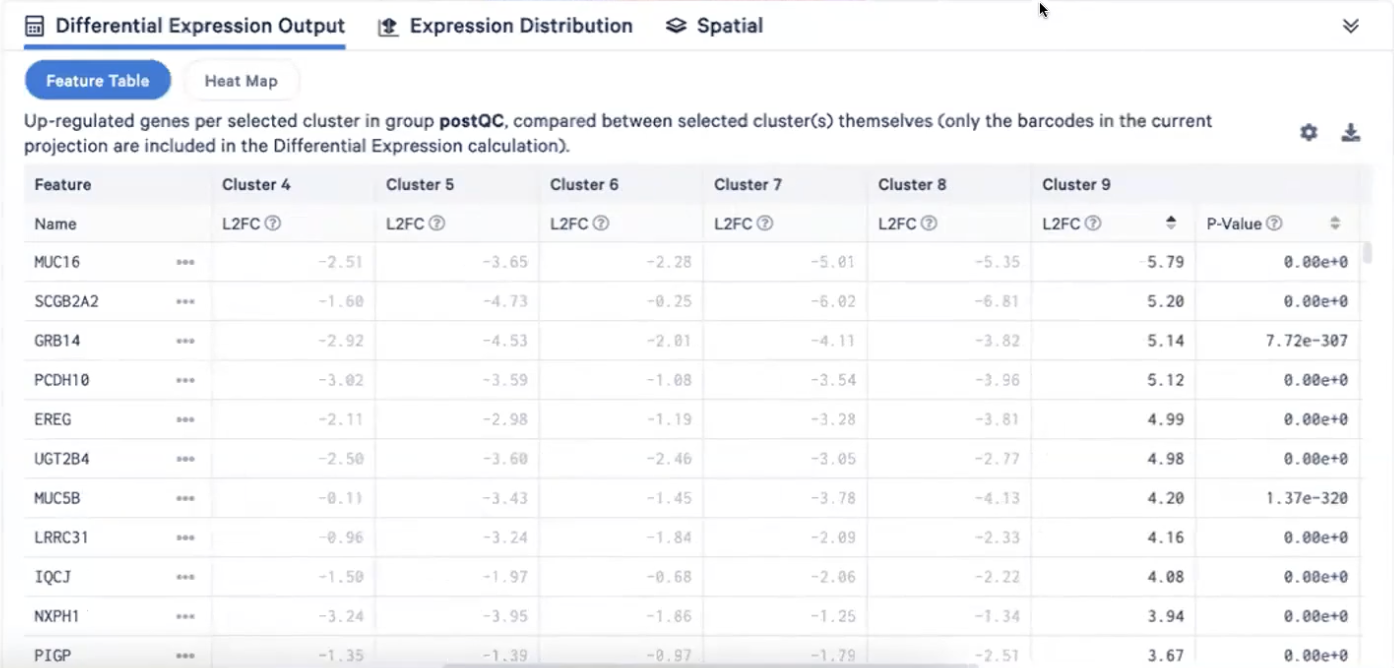 Differential Expression Output Expression Distribution Spatial
Feature Table Heat Map
Up-regulated genes per selected cluster in group postQC, compared between selected cluster(s) themselves (only the barcodes in the current
projection are included in the Differential Expression calculation).
Feature Cluster 4 Cluster 5 Cluster 6 Cluster 7 Cluster 8 Cluster 9
Name L2FC ? L2FC ? L2FC ? L2FC ? L2FC ? L2FC ? P-Value ?
MUC16 ••• -2.51 -3.65 -2.28 -5.01 -5.35 5.79 0.00e+0
SCGB2A2 ••• -1.60 -4.73 -0.25 -6.02 -6.81 5.20 0.00e+0
GRB14 ••• -2.92 -4.53 -2.01 -4.11 -3.82 5.14 7.72e-307
PCDH10 ••• -3.02 -3.59 -1.08 -3.54 -3.96 5.12 0.00e+0
EREG ••• -2.11 -2.98 -1.19 -3.28 -3.81 4.99 0.00e+0
UGT2B4 ••• -2.50 -3.60 -2.46 -3.05 -2.77 4.98 0.00e+0
MUC5B ••• -0.11 -3.43 -1.45 -3.78 -4.13 4.20 1.37e-320
LRRC31 ••• -0.96 -3.24 -1.84 -2.09 -2.33 4.16 0.00e+0
IQCJ ••• -1.50 -1.97 -0.68 -2.06 -2.22 4.08 0.00e+0
NXPH1 ••• -3.24 -3.95 -1.86 -1.25 -1.34 3.94 0.00e+0
PIGP ••• -1.35 -1.39 -0.97 -1.79 -2.51 3.67 0.00e+0